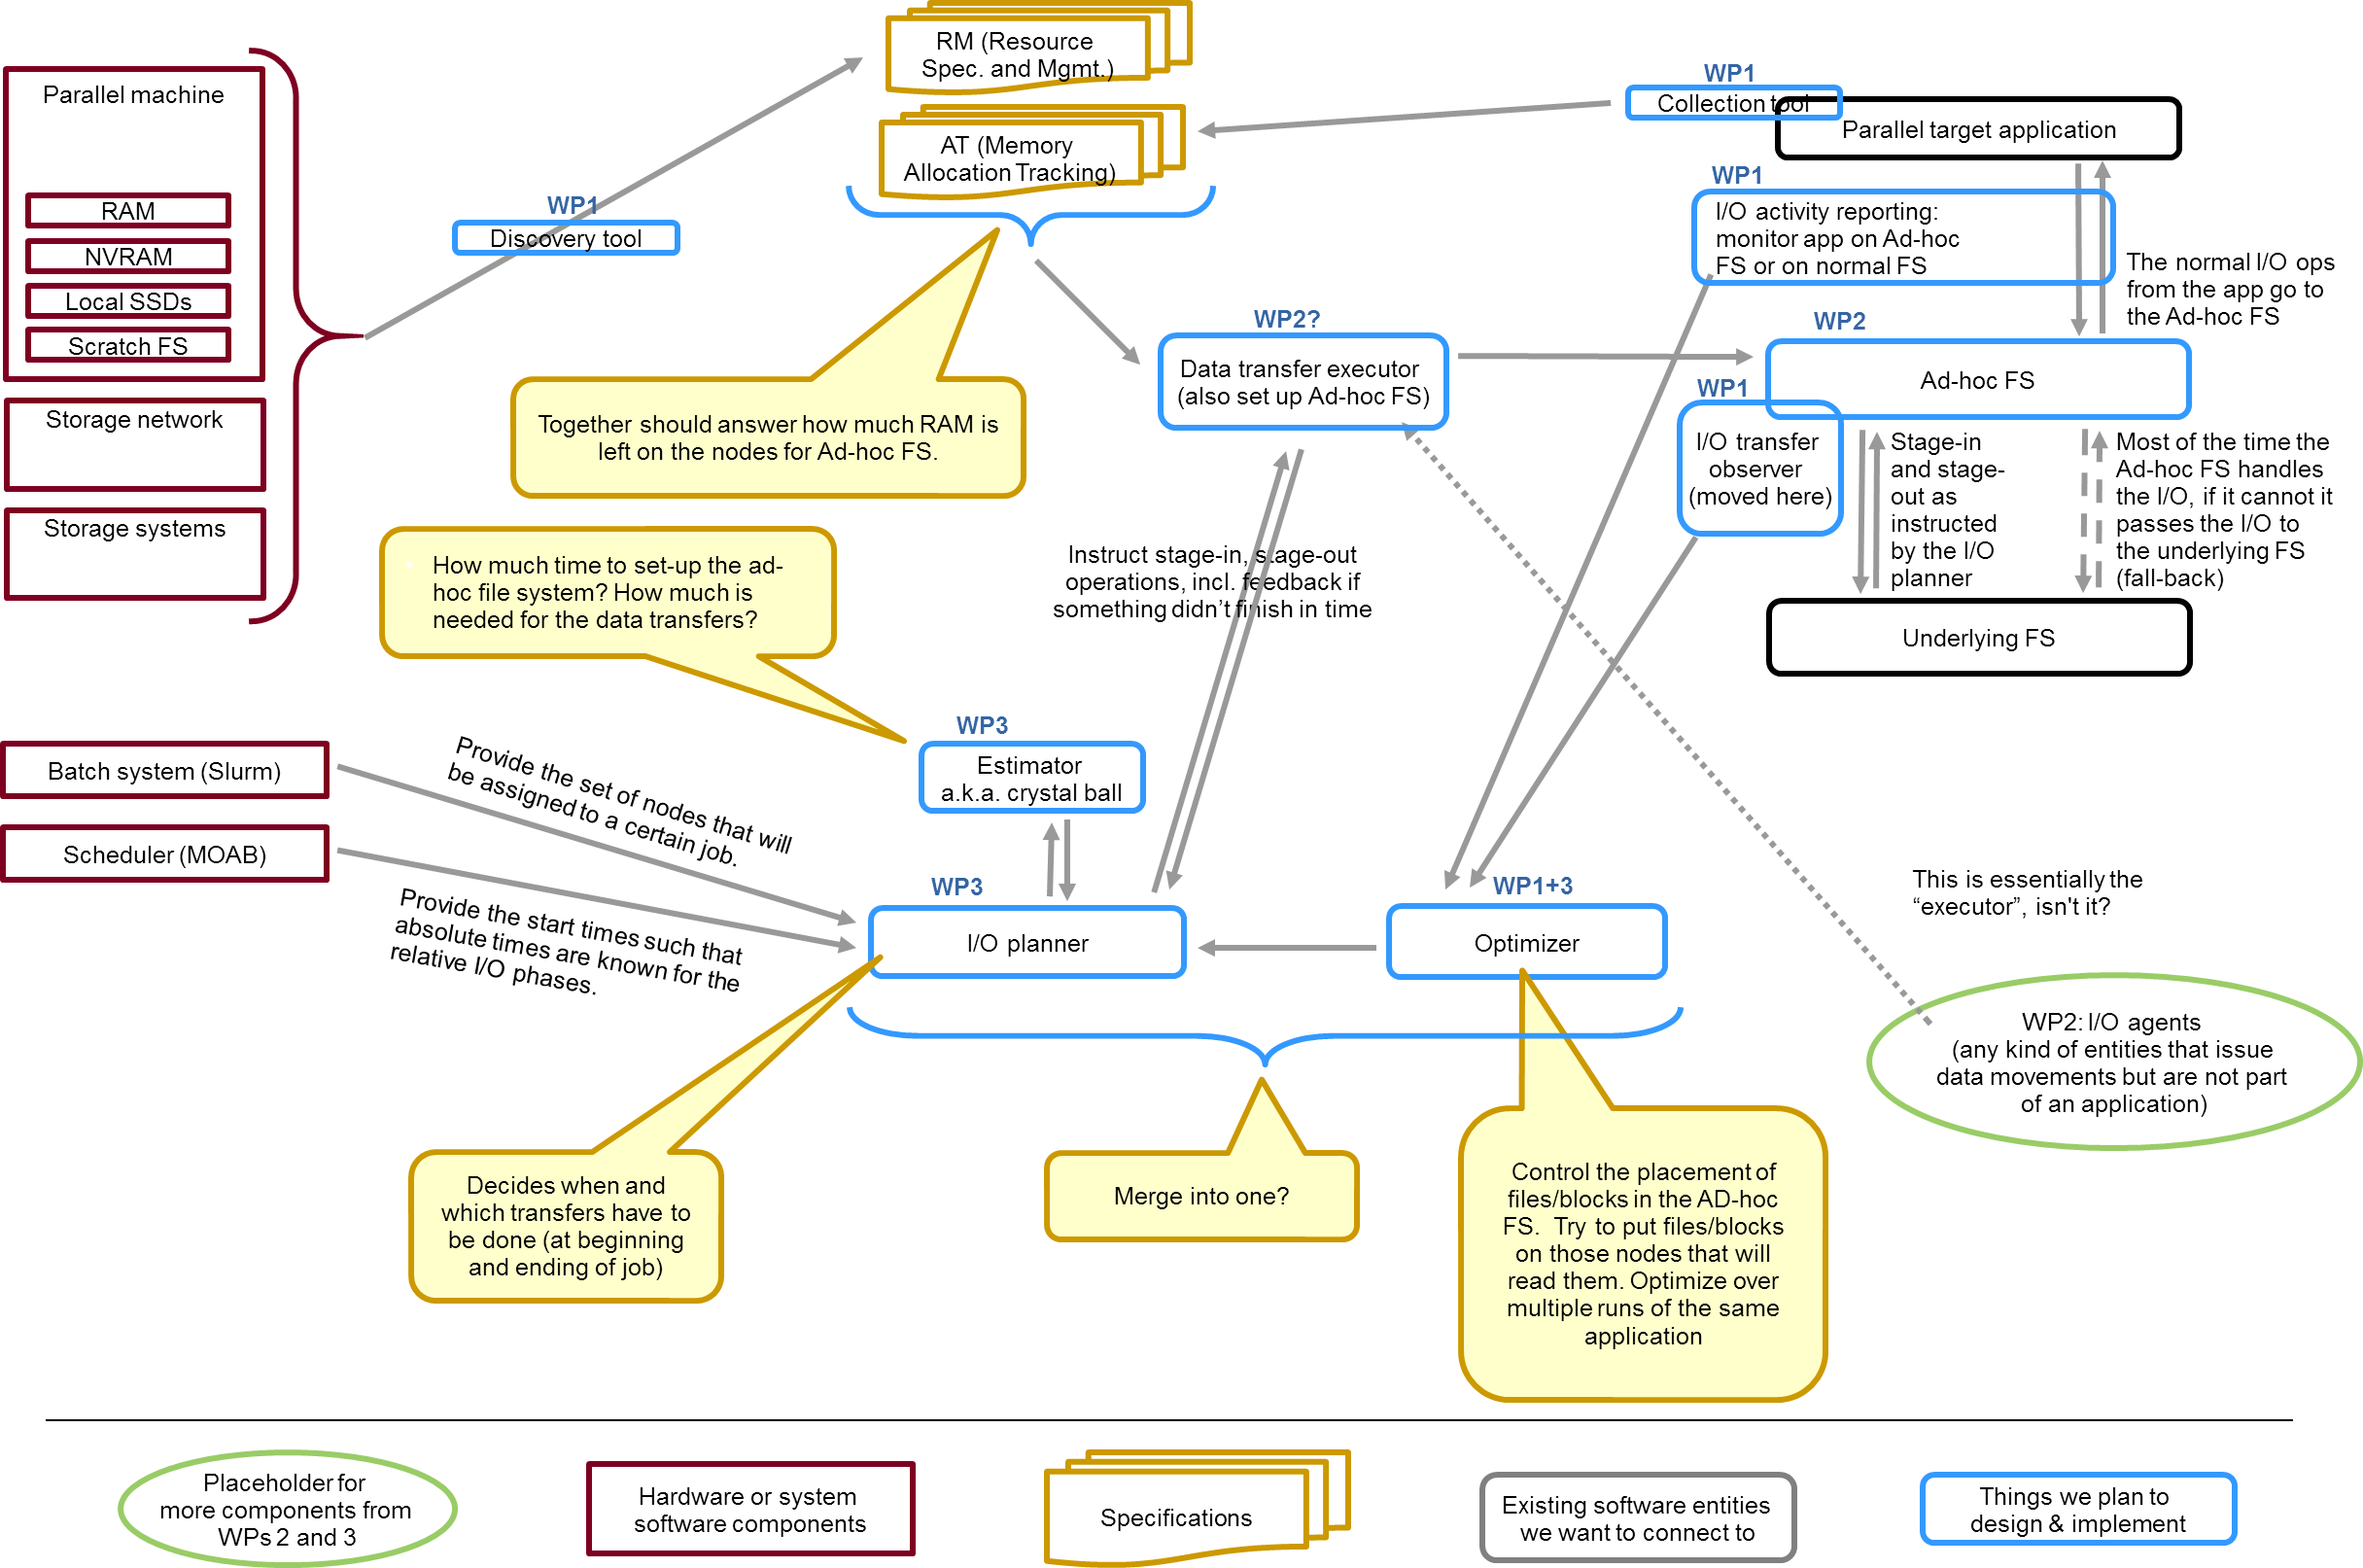 RM (Resource
Spec. and Mgmt.)
AT (Memory
Allocation Tracking)
WP1
Collection tool
Parallel target application
Parallel machine
RAM
NVRAM
Local SSDs
Scratch FS
Storage network
Storage systems
WP1
Discovery tool
WP1
I/O activity reporting:
monitor app on Ad-hoc
FS or on normal FS
The normal I/O ops
from the app go to
the Ad-hoc FS
WP2?
Data transfer executor
(also set up Ad-hoc FS)
WP2
Ad-hoc FS
WP1
I/O transfer
observer
(moved here)
Stage-in
and stage-
out as
instructed
by the I/O
planner
Most of the time the
Ad-hoc FS handles
the I/O, if it cannot it
passes the I/O to
the underlying FS
(fall-back)
Underlying FS
Together should answer how much RAM is
left on the nodes for Ad-hoc FS.
• How much time to set-up the ad-
hoc file system? How much is
needed for the data transfers?
Instruct stage-in, stage-out
operations, incl. feedback if
something didn't finish in time
Batch system (Slurm)
Scheduler (MOAB)
Provide the set of nodes that will
be assigned to a certain job.
Provide the start times such that
absolute times are known for the
relative I/O phases.
WP3
Estimator
a.k.a. crystal ball
WP3
I/O planner
WP1+3
Optimizer
This is essentially the
“executor”, isn't it?
WP2: I/O agents
(any kind of entities that issue
data movements but are not part
of an application)
Decides when and
which transfers have to
be done (at beginning
and ending of job)
Merge into one?
Control the placement of
files/blocks in the AD-hoc
FS. Try to put files/blocks
on those nodes that will
read them. Optimize over
multiple runs of the same
application
Placeholder for
more components from
WPs 2 and 3
Hardware or system
software components
Specifications
Existing software entities
we want to connect to
Things we plan to
design & implement